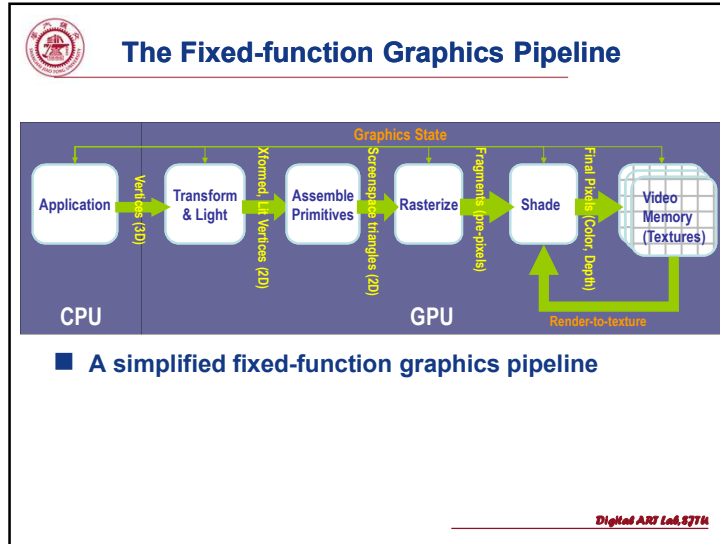 The Fixed-function Graphics Pipeline
Graphics State
Application
Vertices (3D)
Transform
& Light
Xformed, Lit Vertices (2D)
Assemble
Primitives
Screenspace triangles (2D)
Rasterize
Fragments (pre-pixels)
Shade
Final Pixels (Color, Depth)
Video
Memory
(Textures)
CPU
GPU
Render-to-texture
A simplified fixed-function graphics pipeline
Digital ART Lab,SJTU